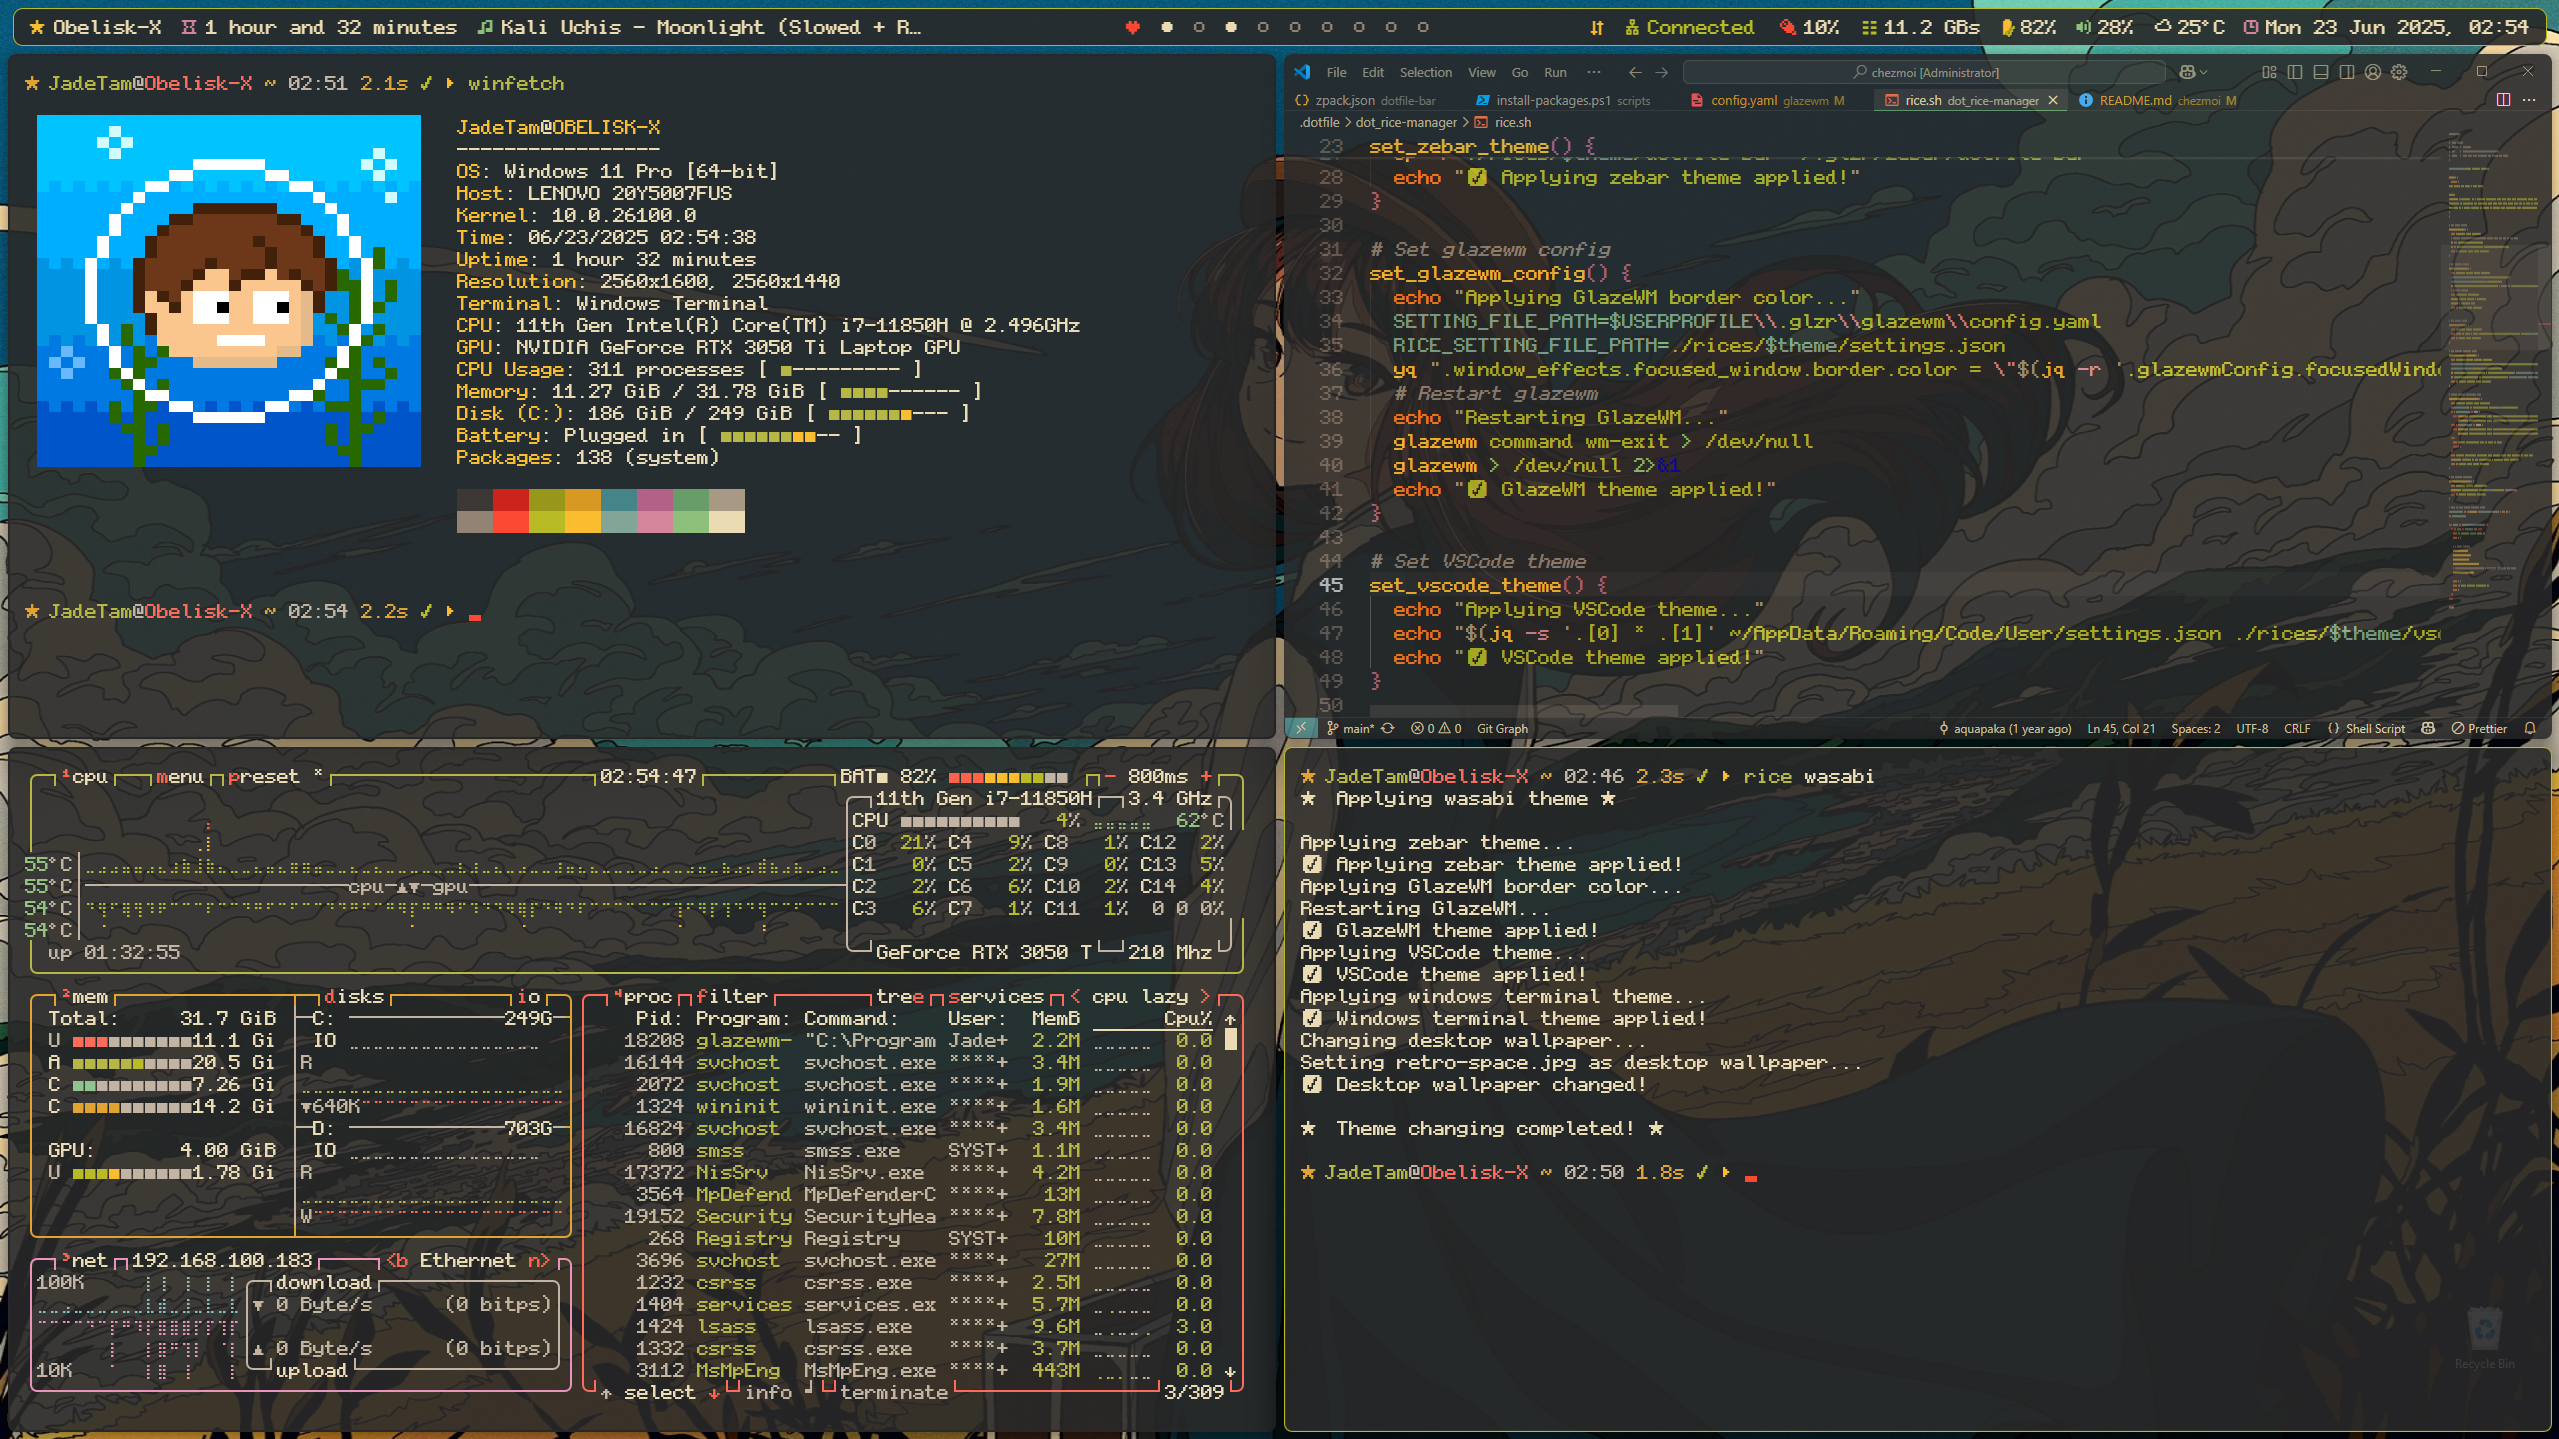 ★ Obelisk-X 1 hour and 32 minutes Kali Uchis - Moonlight (Slowed + R…
Connected 10% 11.2 GBs 82% 28% 25°C Mon 23 Jun 2025, 02:54
★ JadeTam@Obelisk-X ~ 02:51 2.1s ✓ winfetch
JadeTam@OBELISK-X
-----------------
OS: Windows 11 Pro [64-bit]
Host: LENOVO 20Y5007FUS
Kernel: 10.0.26100.0
Time: 06/23/2025 02:54:38
Uptime: 1 hour 32 minutes
Resolution: 2560x1600, 2560x1440
Terminal: Windows Terminal
CPU: 11th Gen Intel(R) Core(TM) i7-11850H @ 2.496GHz
GPU: NVIDIA GeForce RTX 3050 Ti Laptop GPU
CPU Usage: 311 processes [ ■--------- ]
Memory: 11.27 GiB / 31.78 GiB [ ■■■■------ ]
Disk (C:): 186 GiB / 249 GiB [ ■■■■■■■--- ]
Battery: Plugged in [ ■■■■■■■■-- ]
Packages: 138 (system)
★ JadeTam@Obelisk-X ~ 02:54 2.2s ✓
File Edit Selection View Go Run ··· ← → chezmoi [Administrator]
zpack.json dotfile-bar install-packages.ps1 scripts config.yaml glazewm M rice.sh dot_rice-manager × README.md chezmoi M
.dotfile > dot_rice-manager > rice.sh
23 set_zebar_theme() {
28 echo "✅ Applying zebar theme applied!"
29 }
30
31 # Set glazewm config
32 set_glazewm_config() {
33 echo "Applying GlazeWM border color..."
34 SETTING_FILE_PATH=$USERPROFILE\\.glzr\\glazewm\\config.yaml
35 RICE_SETTING_FILE_PATH=./rices/$theme/settings.json
36 yq ".window_effects.focused_window.border.color = \"$(jq -r '.glazewmConfig.focusedWind
37 # Restart glazewm
38 echo "Restarting GlazeWM..."
39 glazewm command wm-exit > /dev/null
40 glazewm > /dev/null 2>&1
41 echo "✅ GlazeWM theme applied!"
42 }
43
44 # Set VSCode theme
45 set_vscode_theme() {
46 echo "Applying VSCode theme..."
47 echo "$(jq -s '.[0] * .[1]' ~/AppData/Roaming/Code/User/settings.json ./rices/$theme/vs
48 echo "✅ VSCode theme applied!"
49 }
50
main* 0 0 Git Graph aquapaka (1 year ago) Ln 45, Col 21 Spaces: 2 UTF-8 CRLF {} Shell Script Prettier
¹cpu menu preset * 02:54:47 BAT■ 82% - 800ms +
11th Gen i7-11850H 3.4 GHz
CPU 4% 62°C
C0 21% C4 9% C8 1% C12 2%
55°C C1 0% C5 2% C9 0% C13 5%
55°C cpu ▲▼ gpu C2 2% C6 6% C10 2% C14 4%
54°C C3 6% C7 1% C11 1% 0 0 0%
54°C
up 01:32:55 GeForce RTX 3050 T 210 Mhz
²mem disks io
Total: 31.7 GiB C: 249G
U 11.1 Gi IO
A 20.5 Gi R
C 7.26 Gi
C 14.2 Gi ▼640K
D: 703G
GPU: 4.00 GiB IO
U 1.78 Gi R
W
³net 192.168.100.183 <b Ethernet n>
100K download
▼ 0 Byte/s (0 bitps)
▲ 0 Byte/s (0 bitps)
10K upload
⁴proc filter tree services < cpu lazy >
Pid: Program: Command: User: MemB Cpu% ↑
18208 glazewm- "C:\Program Jade+ 2.2M 0.0
16144 svchost svchost.exe ****+ 3.4M 0.0
2072 svchost svchost.exe ****+ 1.9M 0.0
1324 wininit wininit.exe ****+ 1.6M 0.0
16824 svchost svchost.exe ****+ 3.4M 0.0
800 smss smss.exe SYST+ 1.1M 0.0
17372 NisSrv NisSrv.exe ****+ 4.2M 0.0
3564 MpDefend MpDefenderC ****+ 13M 0.0
19152 Security SecurityHea ****+ 7.8M 0.0
268 Registry Registry SYST+ 10M 0.0
3696 svchost svchost.exe ****+ 27M 0.0
1232 csrss csrss.exe ****+ 2.5M 0.0
1404 services services.ex ****+ 5.7M 0.0
1424 lsass lsass.exe ****+ 9.6M 3.0
1332 csrss csrss.exe ****+ 3.7M 0.0
3112 MsMpEng MsMpEng.exe ****+ 443M 0.0 ↓
↑ select ↓ info ┘ terminate 3/309
★ JadeTam@Obelisk-X ~ 02:46 2.3s ✓ rice wasabi
★ Applying wasabi theme ★
Applying zebar theme...
✅ Applying zebar theme applied!
Applying GlazeWM border color...
Restarting GlazeWM...
✅ GlazeWM theme applied!
Applying VSCode theme...
✅ VSCode theme applied!
Applying windows terminal theme...
✅ Windows terminal theme applied!
Changing desktop wallpaper...
Setting retro-space.jpg as desktop wallpaper...
✅ Desktop wallpaper changed!
★ Theme changing completed! ★
★ JadeTam@Obelisk-X ~ 02:50 1.8s ✓
Recycle Bin